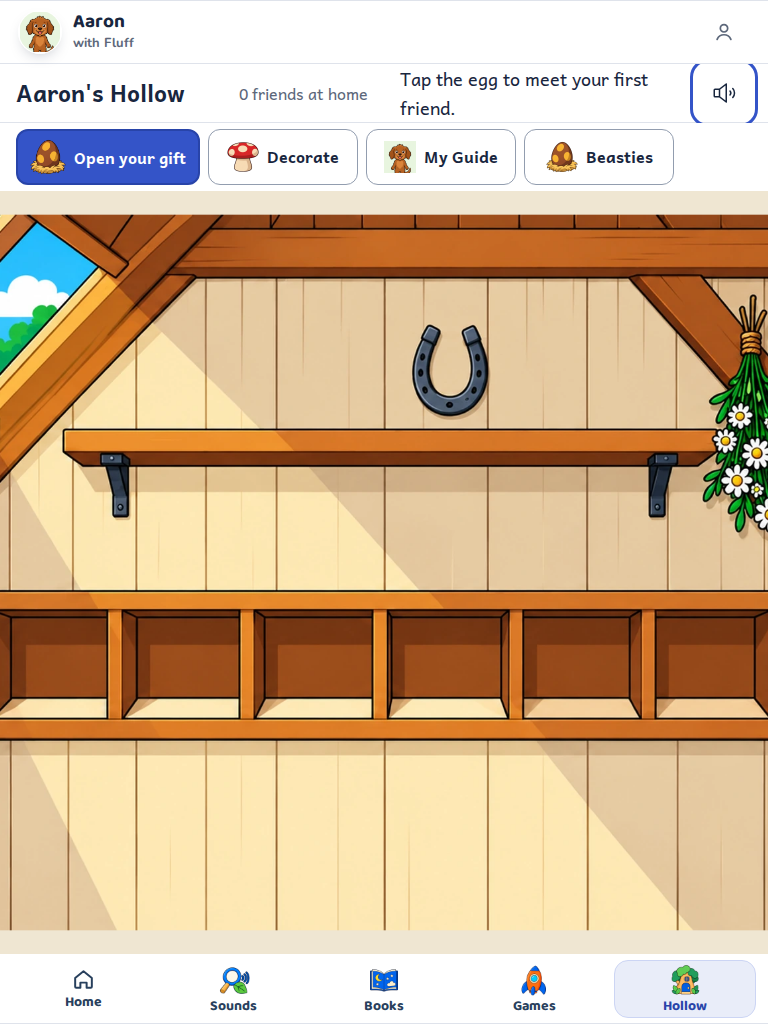 Aaron
with Fluff
Aaron's Hollow
0 friends at home
Tap the egg to meet your first
friend.
Open your gift
Decorate
My Guide
Beasties
Home
Sounds
Books
Games
Hollow